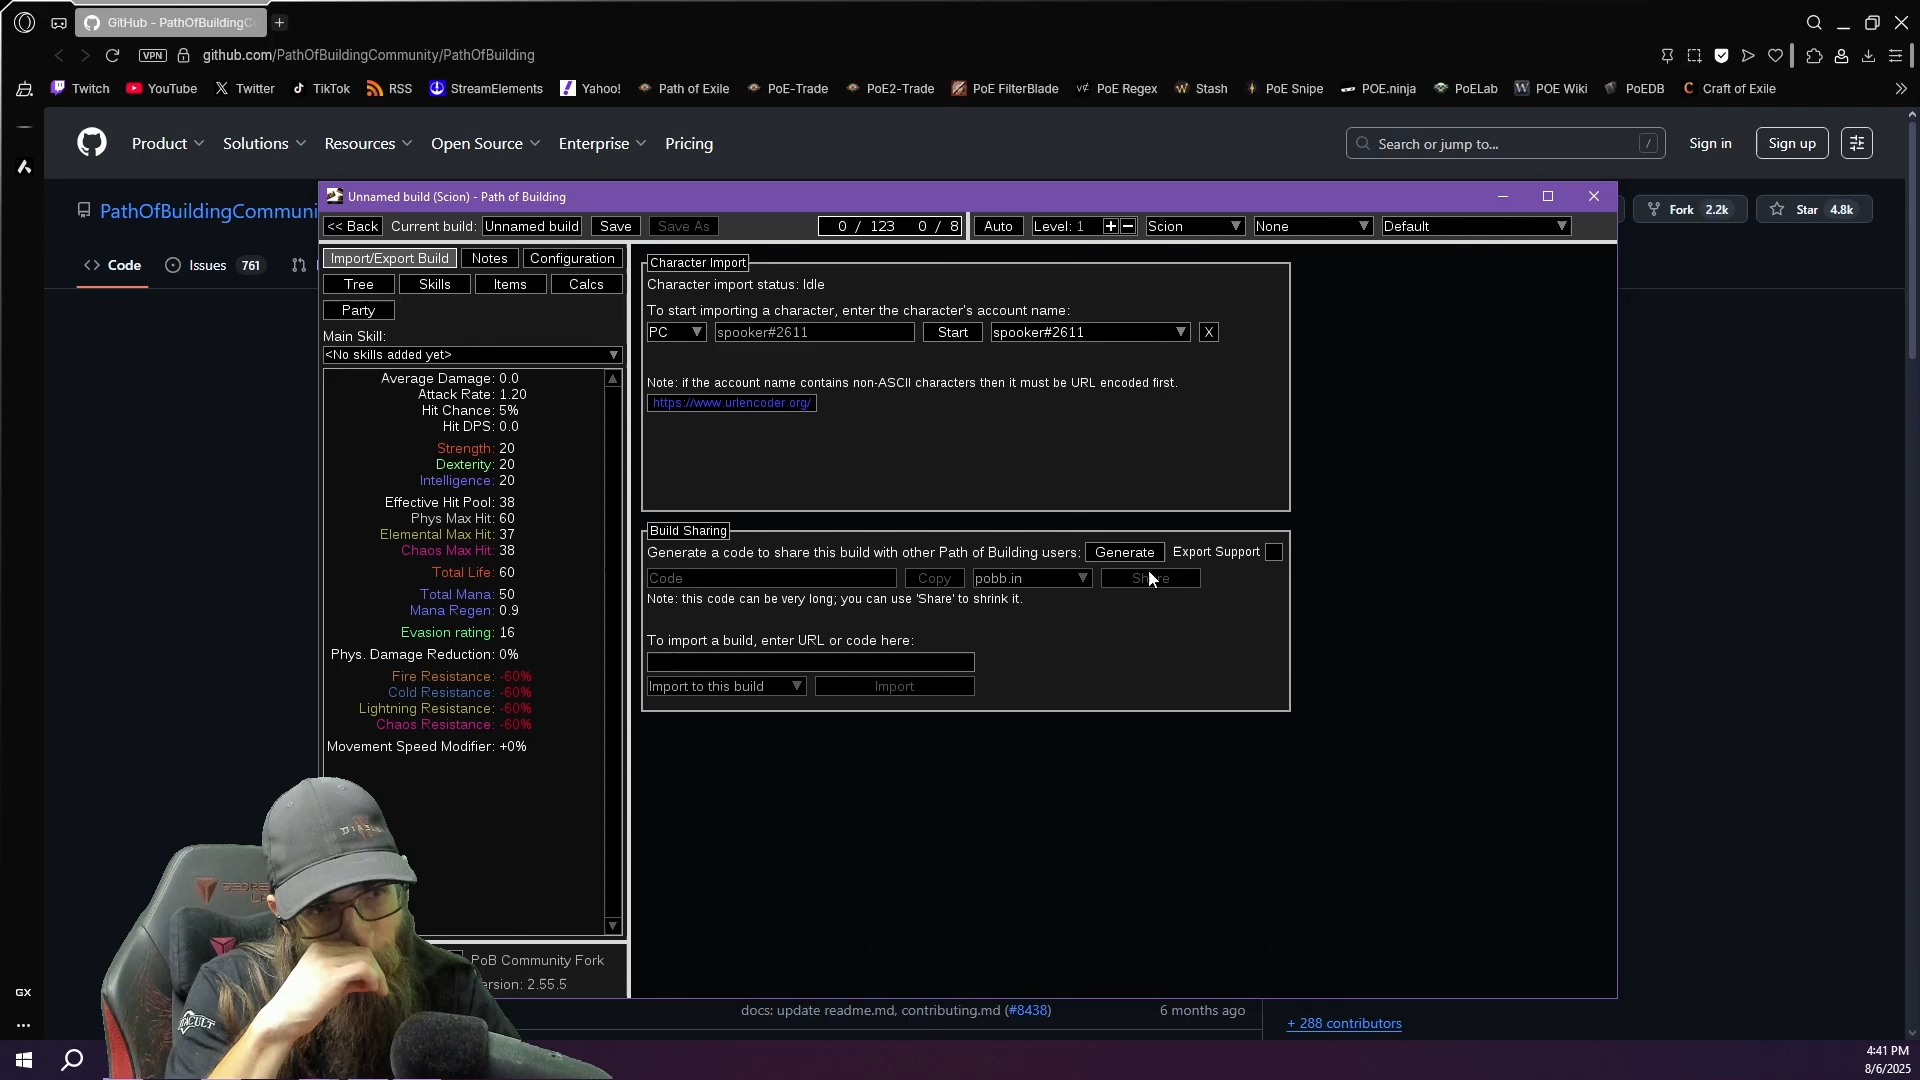 GitHub - PathOfBuildingC
VPN
github.com/PathOfBuildingCommunity/PathOfBuilding
Twitch
YouTube
Twitter
TikTok
RSS
StreamElements
Yahoo!
Path of Exile
PoE-Trade
PoE2-Trade
PoE FilterBlade
PoE Regex
Stash
PoE Snipe
POE.ninja
PoELab
POE Wiki
PoEDB
Craft of Exile
Product
Solutions
Resources
Open Source
Enterprise
Pricing
Search or jump to...
/
Sign in
Sign up
PathOfBuildingCommuni
Fork 2.2k
Star 4.8k
Code
Issues 761
Unnamed build (Scion) - Path of Building
<< Back
Current build: Unnamed build
Save
Save As
0 / 123 0 / 8
Auto
Level: 1
+
−
Scion
None
Default
Import/Export Build
Notes
Configuration
Tree
Skills
Items
Calcs
Party
Main Skill:
<No skills added yet>
Average Damage: 0.0
Attack Rate: 1.20
Hit Chance: 5%
Hit DPS: 0.0
Strength: 20
Dexterity: 20
Intelligence: 20
Effective Hit Pool: 38
Phys Max Hit: 60
Elemental Max Hit: 37
Chaos Max Hit: 38
Total Life: 60
Total Mana: 50
Mana Regen: 0.9
Evasion rating: 16
Phys. Damage Reduction: 0%
Fire Resistance: -60%
Cold Resistance: -60%
Lightning Resistance: -60%
Chaos Resistance: -60%
Movement Speed Modifier: +0%
PoB Community Fork
ersion: 2.55.5
Character Import
Character import status: Idle
To start importing a character, enter the character's account name:
PC
spooker#2611
Start
spooker#2611
X
Note: if the account name contains non-ASCII characters then it must be URL encoded first.
https://www.urlencoder.org/
Build Sharing
Generate a code to share this build with other Path of Building users:
Generate
Export Support
Code
Copy
pobb.in
Share
Note: this code can be very long; you can use 'Share' to shrink it.
To import a build, enter URL or code here:
Import to this build
Import
docs: update readme.md, contributing.md (#8438)
6 months ago
+ 288 contributors
GX
4:41 PM
8/6/2025